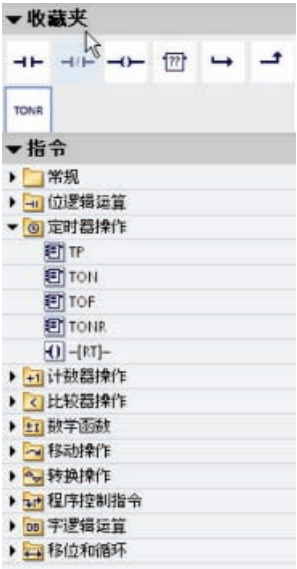 收藏夹
??
TONR
指令
常规
位逻辑运算
定时器操作
TP
TON
TOF
TONR
-[RT]-
+1 计数器操作
< 比较器操作
±1 数学函数
移动操作
转换操作
程序控制指令
DB 字逻辑运算
移位和循环